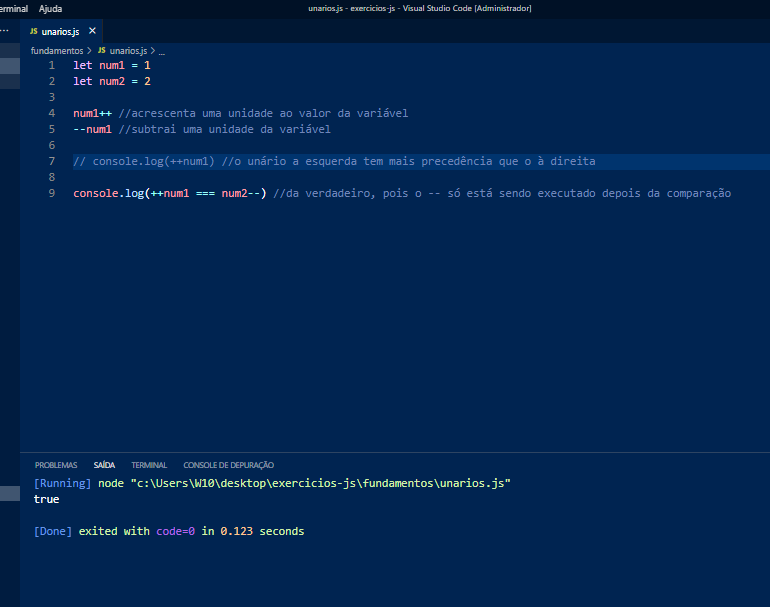 erminal Ajuda unarios.js - exercicios-js - Visual Studio Code [Administrador]
... JS unarios.js ×
fundamentos > JS unarios.js > ...
1 let num1 = 1
2 let num2 = 2
3
4 num1++ //acrescenta uma unidade ao valor da variável
5 --num1 //subtrai uma unidade da variável
6
7 // console.log(++num1) //o unário a esquerda tem mais precedência que o à direita
8
9 console.log(++num1 === num2--) //da verdadeiro, pois o -- só está sendo executado depois da comparação
PROBLEMAS SAÍDA TERMINAL CONSOLE DE DEPURAÇÃO
[Running] node "c:\Users\W10\desktop\exercicios-js\fundamentos\unarios.js"
true
[Done] exited with code=0 in 0.123 seconds